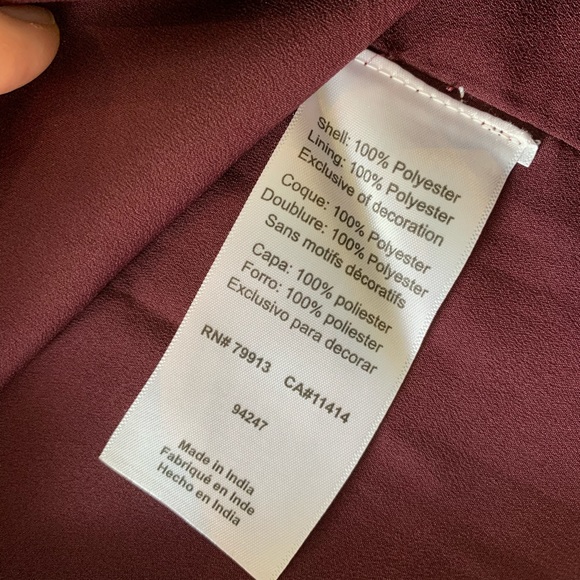 Shell: 100% Polyester
Lining: 100% Polyester
Exclusive of decoration
Coque: 100% Polyester
Doublure: 100% Polyester
Sans motifs décoratifs
Capa: 100% poliester
Forro: 100% poliester
Exclusivo para decorar
RN# 79913 CA#11414
94247
Made in India
Fabriqué en Inde
Hecho en India